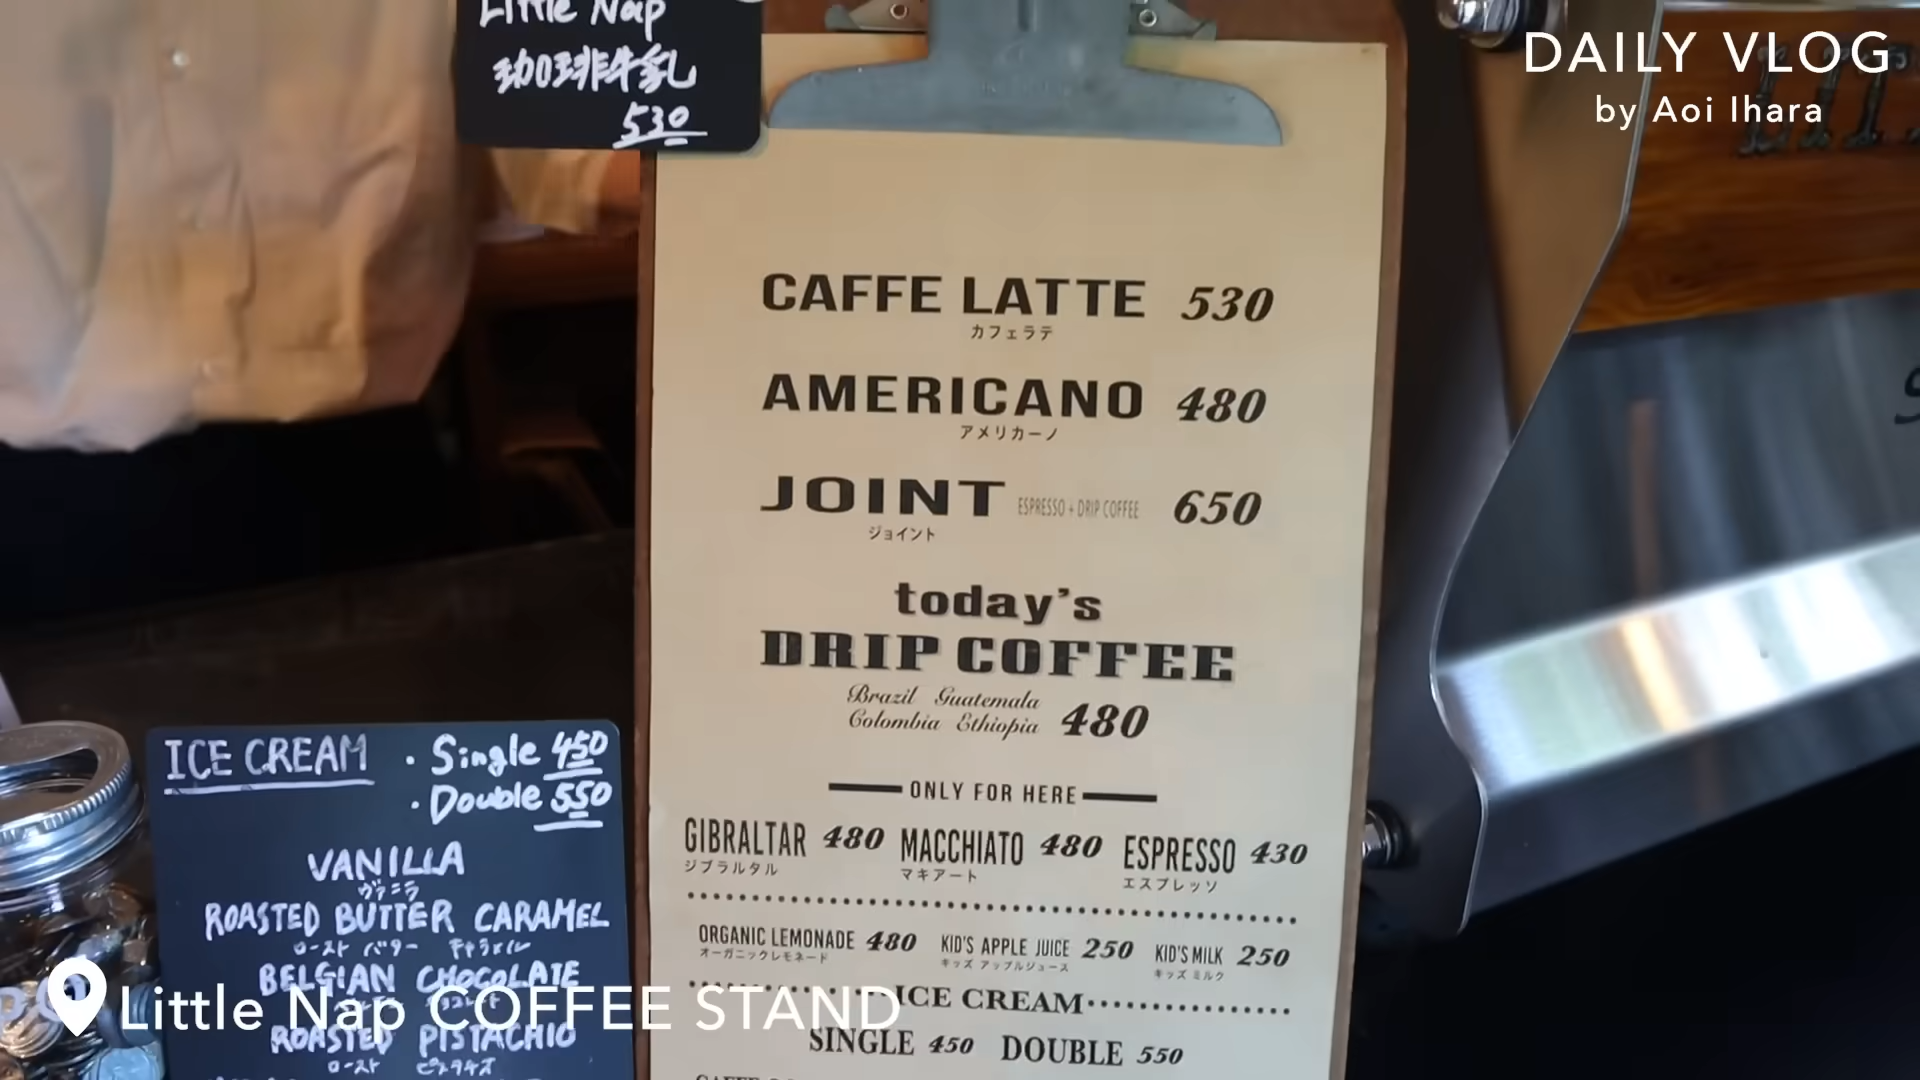 DAILY VLOG
by Aoi Ihara
Little Nap
珈琲牛乳
530
CAFFE LATTE 530
カフェラテ
AMERICANO 480
アメリカーノ
JOINT ESPRESSO + DRIP COFFEE 650
ジョイント
today's
DRIP COFFEE
Brazil Guatemala
Colombia Ethiopia 480
ONLY FOR HERE
GIBRALTAR 480 MACCHIATO 480 ESPRESSO 430
ジブラルタル マキアート エスプレッソ
ORGANIC LEMONADE 480 KID'S APPLE JUICE 250 KID'S MILK 250
オーガニックレモネード キッズ アップルジュース キッズ ミルク
ICE CREAM
SINGLE 450 DOUBLE 550
ICE CREAM
・Single 450
・Double 550
VANILLA
ヴァニラ
ROASTED BUTTER CARAMEL
ロースト バター キャラメル
BELGIAN CHOCOLATE
ROASTED PISTACHIO
ロースト ピスタチオ
Little Nap COFFEE STAND